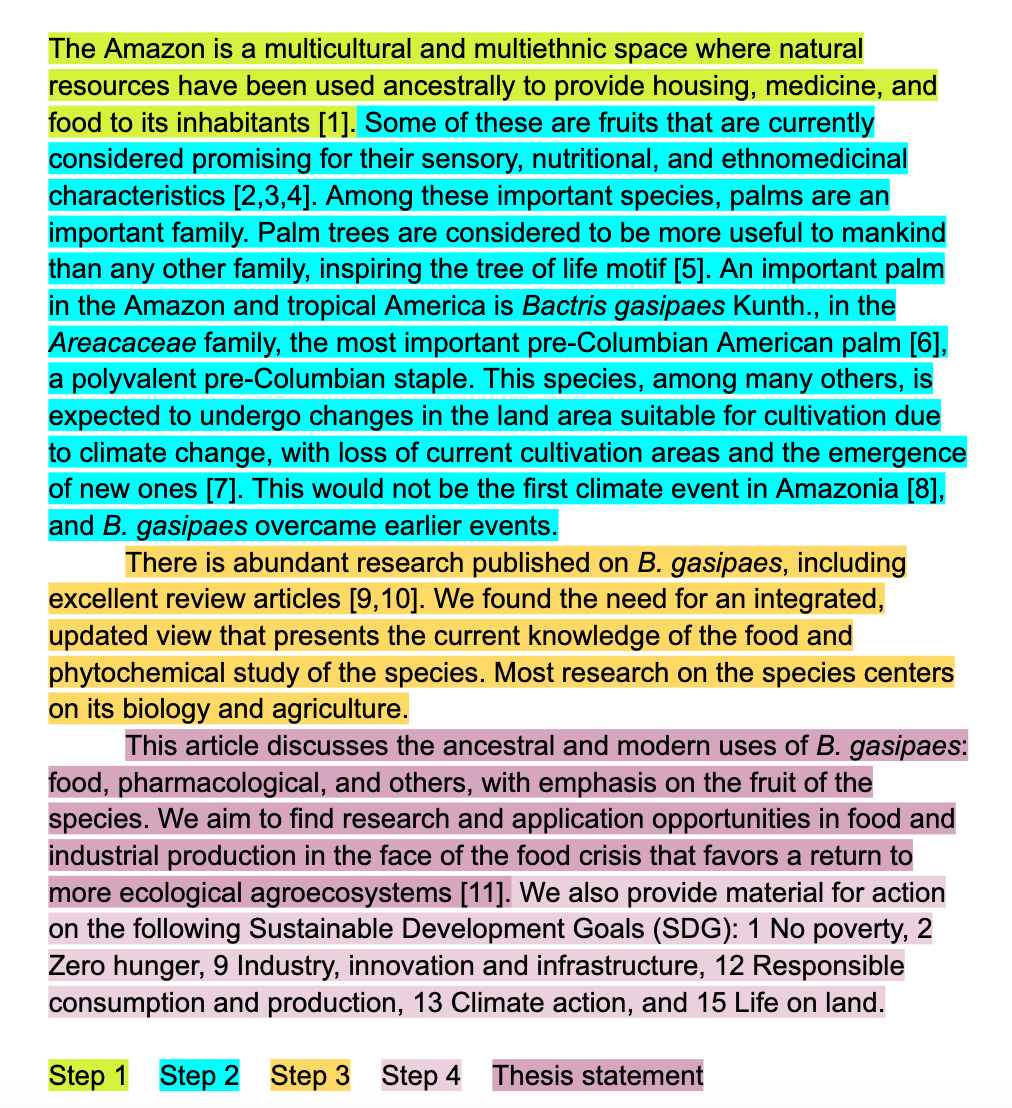 The Amazon is a multicultural and multiethnic space where natural
resources have been used ancestrally to provide housing, medicine, and
food to its inhabitants [1]. Some of these are fruits that are currently
considered promising for their sensory, nutritional, and ethnomedicinal
characteristics [2,3,4]. Among these important species, palms are an
important family. Palm trees are considered to be more useful to mankind
than any other family, inspiring the tree of life motif [5]. An important palm
in the Amazon and tropical America is Bactris gasipaes Kunth., in the
Areacaceae family, the most important pre-Columbian American palm [6],
a polyvalent pre-Columbian staple. This species, among many others, is
expected to undergo changes in the land area suitable for cultivation due
to climate change, with loss of current cultivation areas and the emergence
of new ones [7]. This would not be the first climate event in Amazonia [8],
and B. gasipaes overcame earlier events.
There is abundant research published on B. gasipaes, including
excellent review articles [9,10]. We found the need for an integrated,
updated view that presents the current knowledge of the food and
phytochemical study of the species. Most research on the species centers
on its biology and agriculture.
This article discusses the ancestral and modern uses of B. gasipaes:
food, pharmacological, and others, with emphasis on the fruit of the
species. We aim to find research and application opportunities in food and
industrial production in the face of the food crisis that favors a return to
more ecological agroecosystems [11]. We also provide material for action
on the following Sustainable Development Goals (SDG): 1 No poverty, 2
Zero hunger, 9 Industry, innovation and infrastructure, 12 Responsible
consumption and production, 13 Climate action, and 15 Life on land.
Step 1 Step 2 Step 3 Step 4 Thesis statement